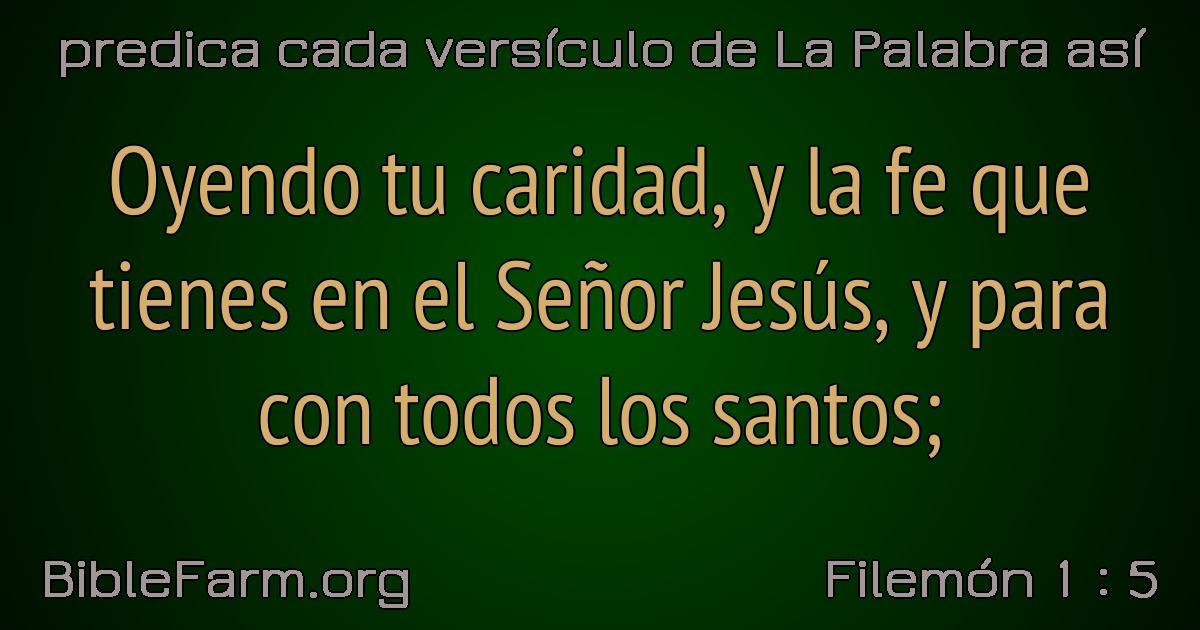 predica cada versículo de La Palabra así
Oyendo tu caridad, y la fe que
tienes en el Señor Jesús, y para
con todos los santos;
BibleFarm.org
Filemón 1 : 5